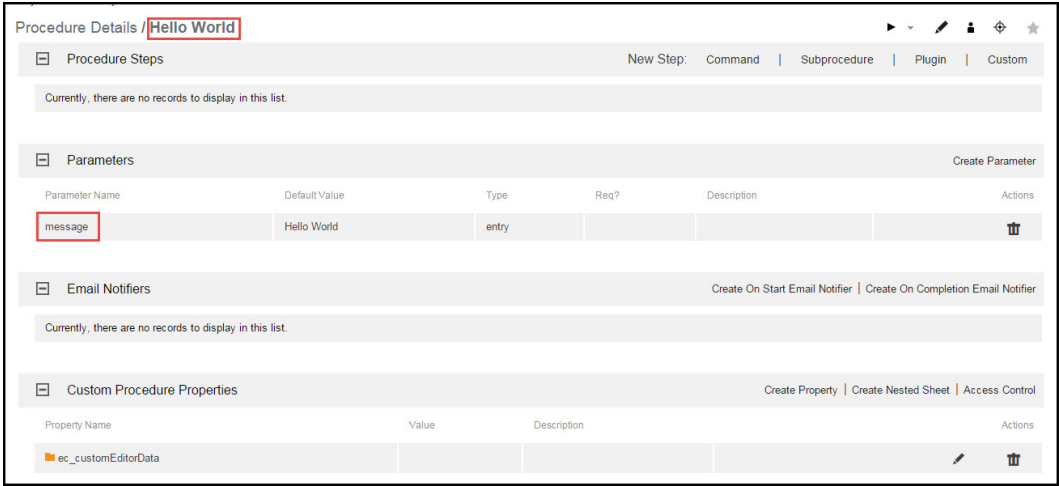 Procedure Details / Hello World
Procedure Steps New Step: Command | Subprocedure | Plugin | Custom
Currently, there are no records to display in this list.
Parameters Create Parameter
Parameter Name Default Value Type Req? Description Actions
message Hello World entry
Email Notifiers Create On Start Email Notifier | Create On Completion Email Notifier
Currently, there are no records to display in this list.
Custom Procedure Properties Create Property | Create Nested Sheet | Access Control
Property Name Value Description Actions
ec_customEditorData